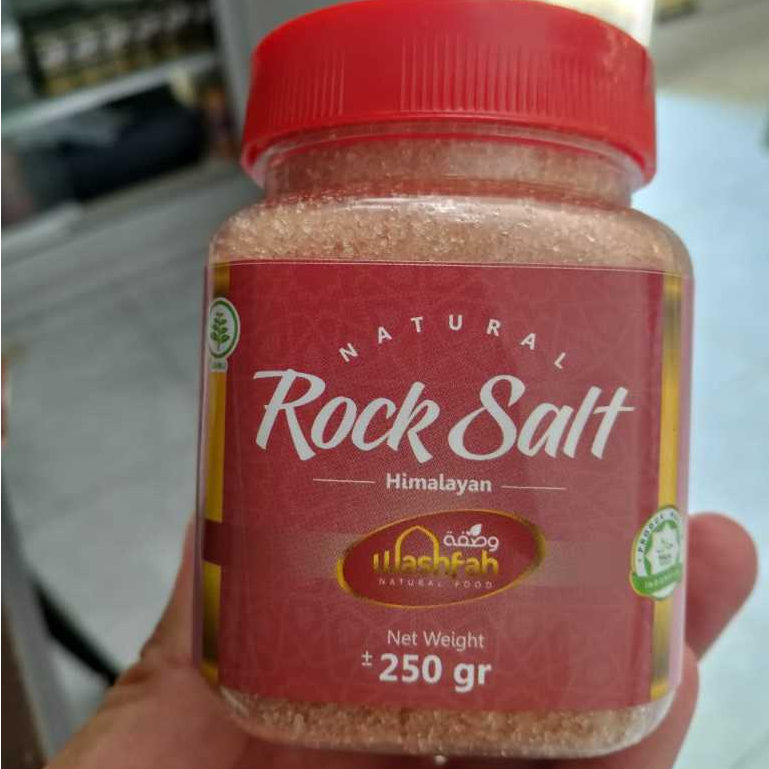 NATURAL
Rock Salt
Himalayan
وصفة
Washfah
NATURAL FOOD
Net Weight
± 250 gr